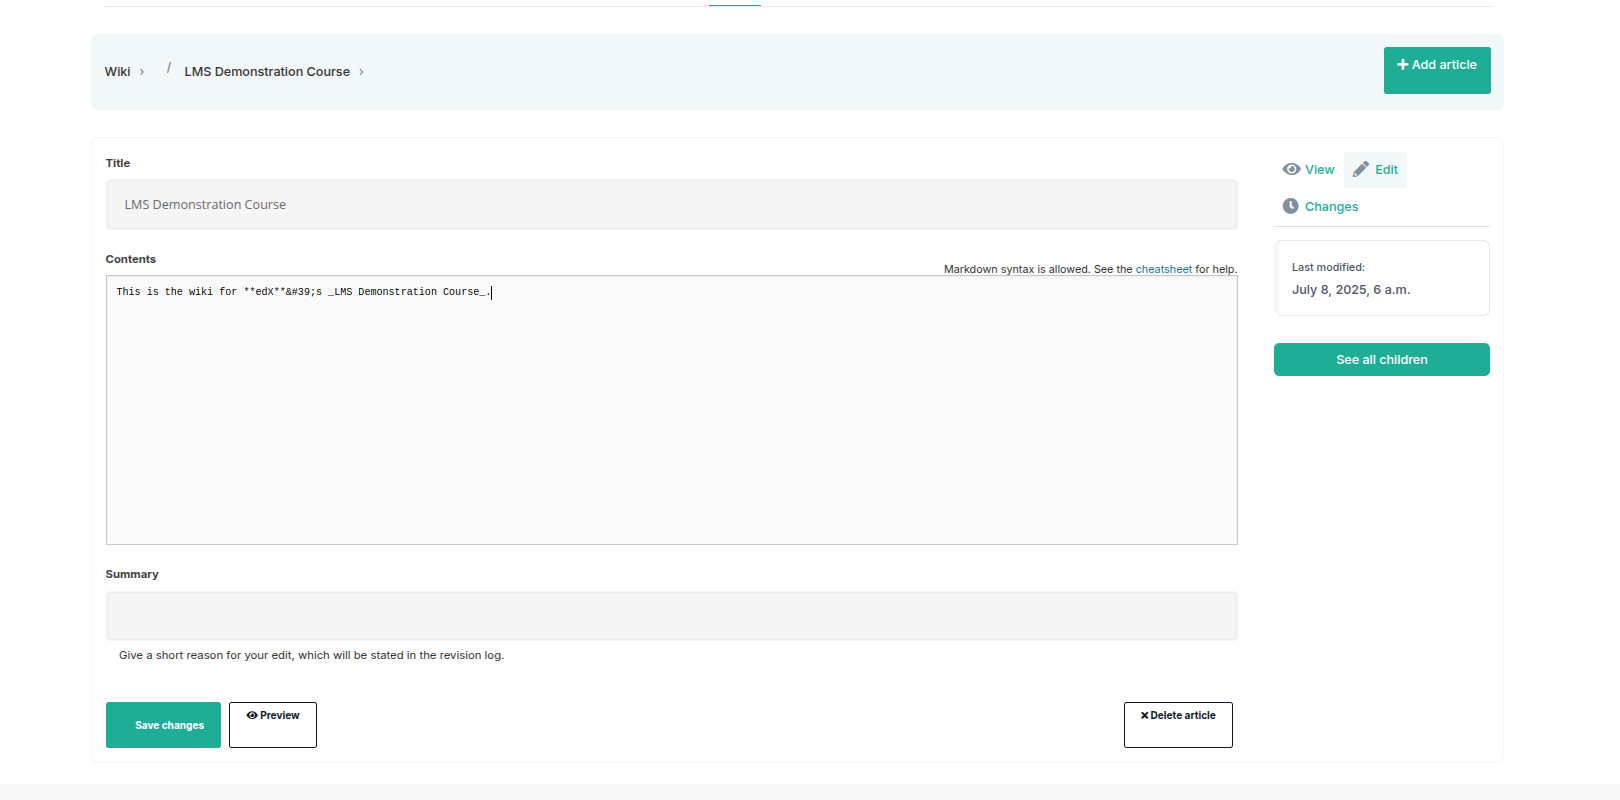 Wiki › / LMS Demonstration Course ›
Add article
Title
LMS Demonstration Course
Contents
Markdown syntax is allowed. See the cheatsheet for help.
This is the wiki for **edX**&#39;s _LMS Demonstration Course_.
Summary
Give a short reason for your edit, which will be stated in the revision log.
Save changes
Preview
Delete article
View
Edit
Changes
Last modified:
July 8, 2025, 6 a.m.
See all children